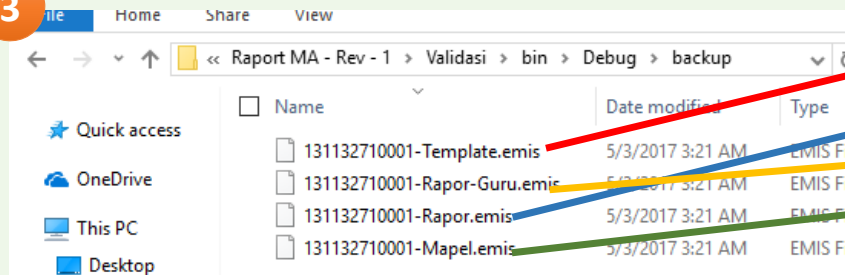 3
File Home Share View
« Raport MA - Rev - 1 > Validasi > bin > Debug > backup
Name Date modified Type
Quick access
131132710001-Template.emis 5/3/2017 3:21 AM EMIS F
OneDrive
131132710001-Rapor-Guru.emis 5/3/2017 3:21 AM EMIS F
This PC
131132710001-Rapor.emis 5/3/2017 3:21 AM EMIS F
131132710001-Mapel.emis 5/3/2017 3:21 AM EMIS F
Desktop